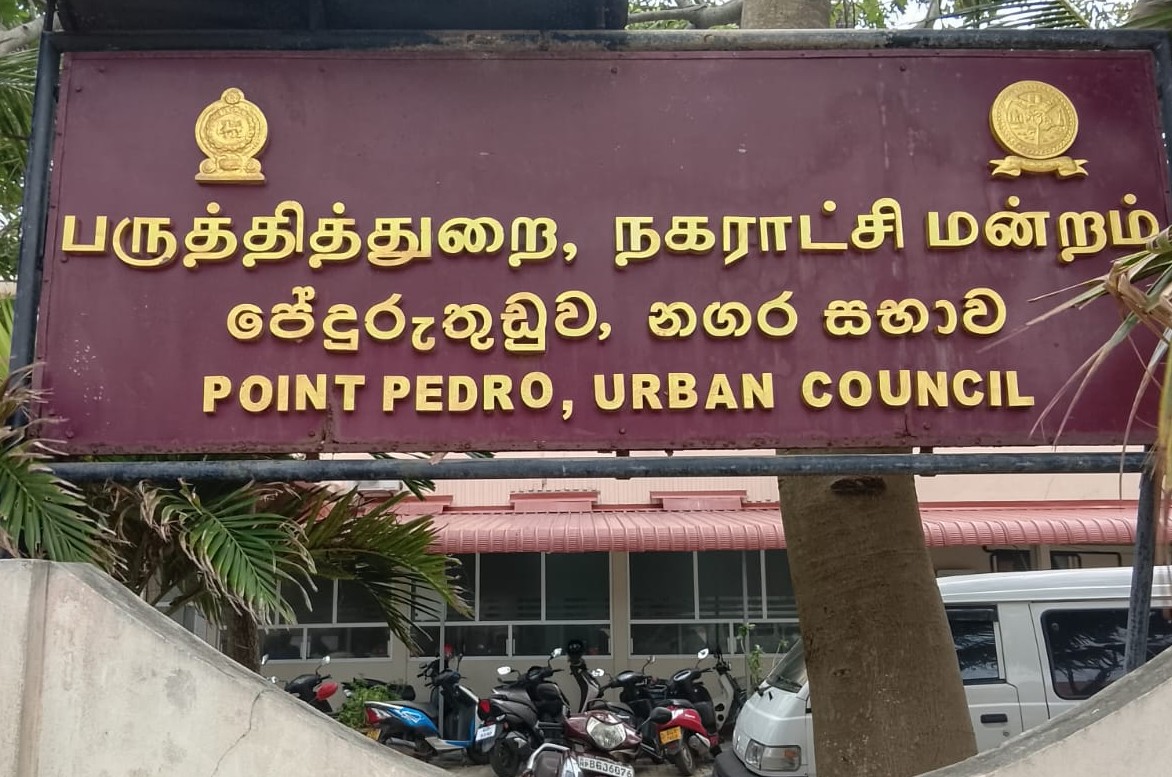 பருத்தித்துறை, நகராட்சி மன்றம்
පේදුරුතුඩුව, නගර සභාව
POINT PEDRO, URBAN COUNCIL